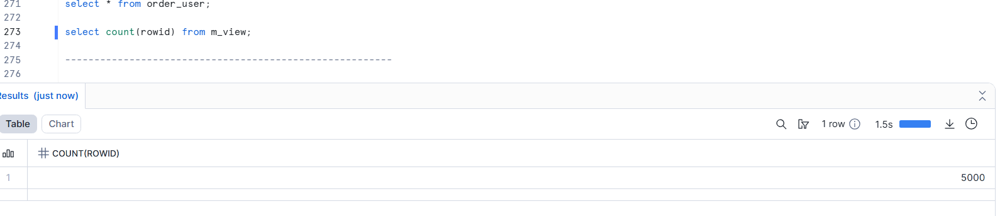 271 select * from order_user;
272
273 select count(rowid) from m_view;
274
275 --------------------------------------------------------
276
Results (just now)
Table Chart 1 row 1.5s
COUNT(ROWID)
1 5000